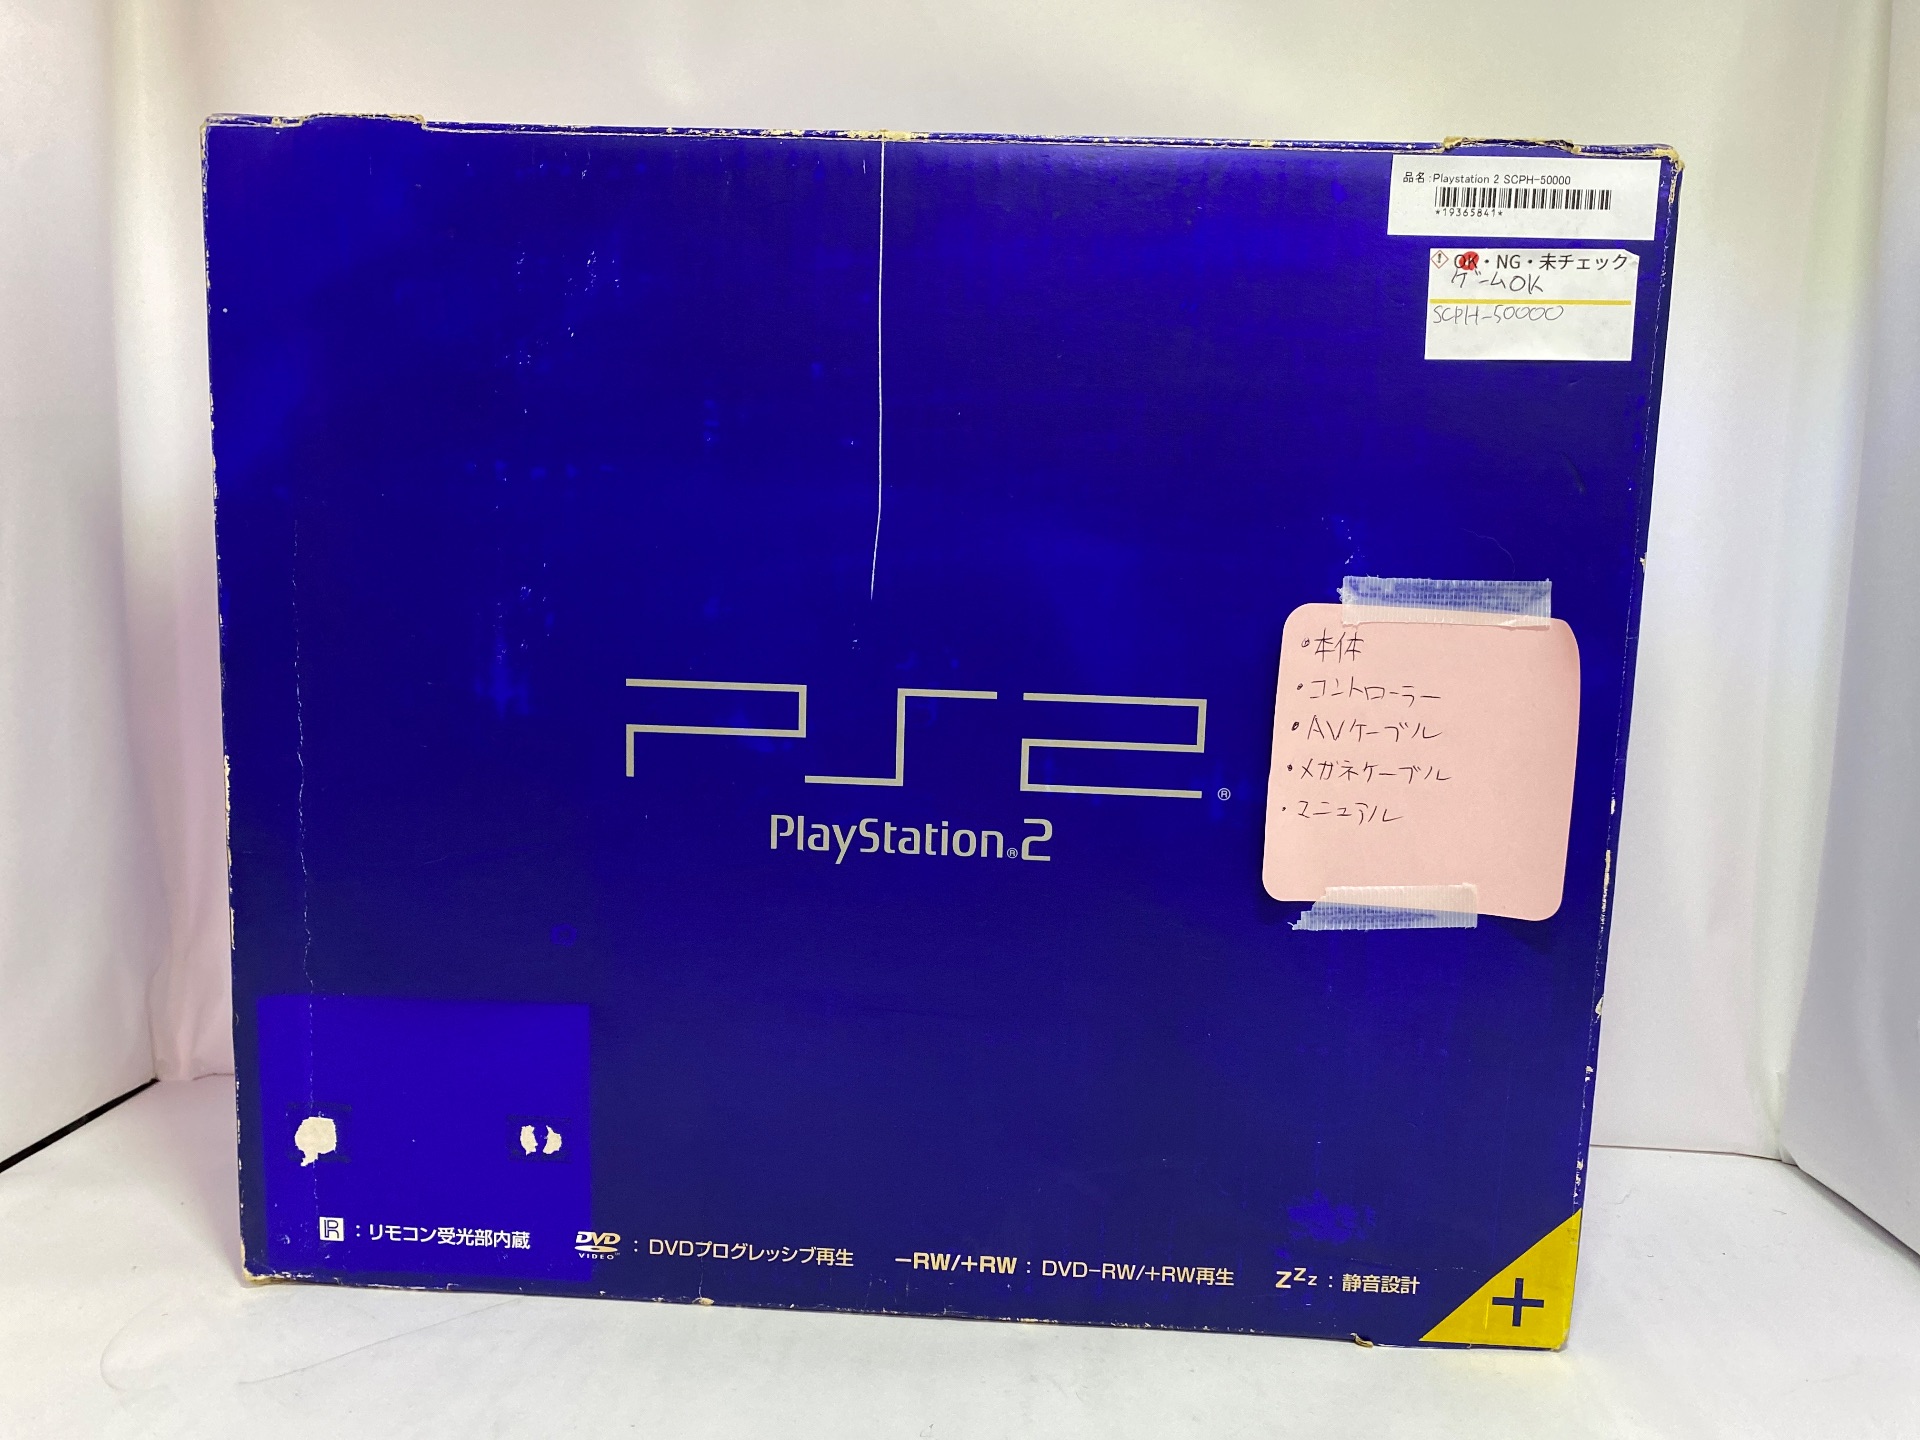 品名:Playstation 2 SCPH-50000
*19365841*
OK・NG・未チェック
ゲームOK
SCPH-50000
・本体
・コントローラー
・AVケーブル
・メガネケーブル
・マニュアル
PS2®
PlayStation®2
IR：リモコン受光部内蔵
DVD VIDEO™：DVDプログレッシブ再生
−RW/+RW：DVD−RW/+RW再生
ZZz：静音設計
+